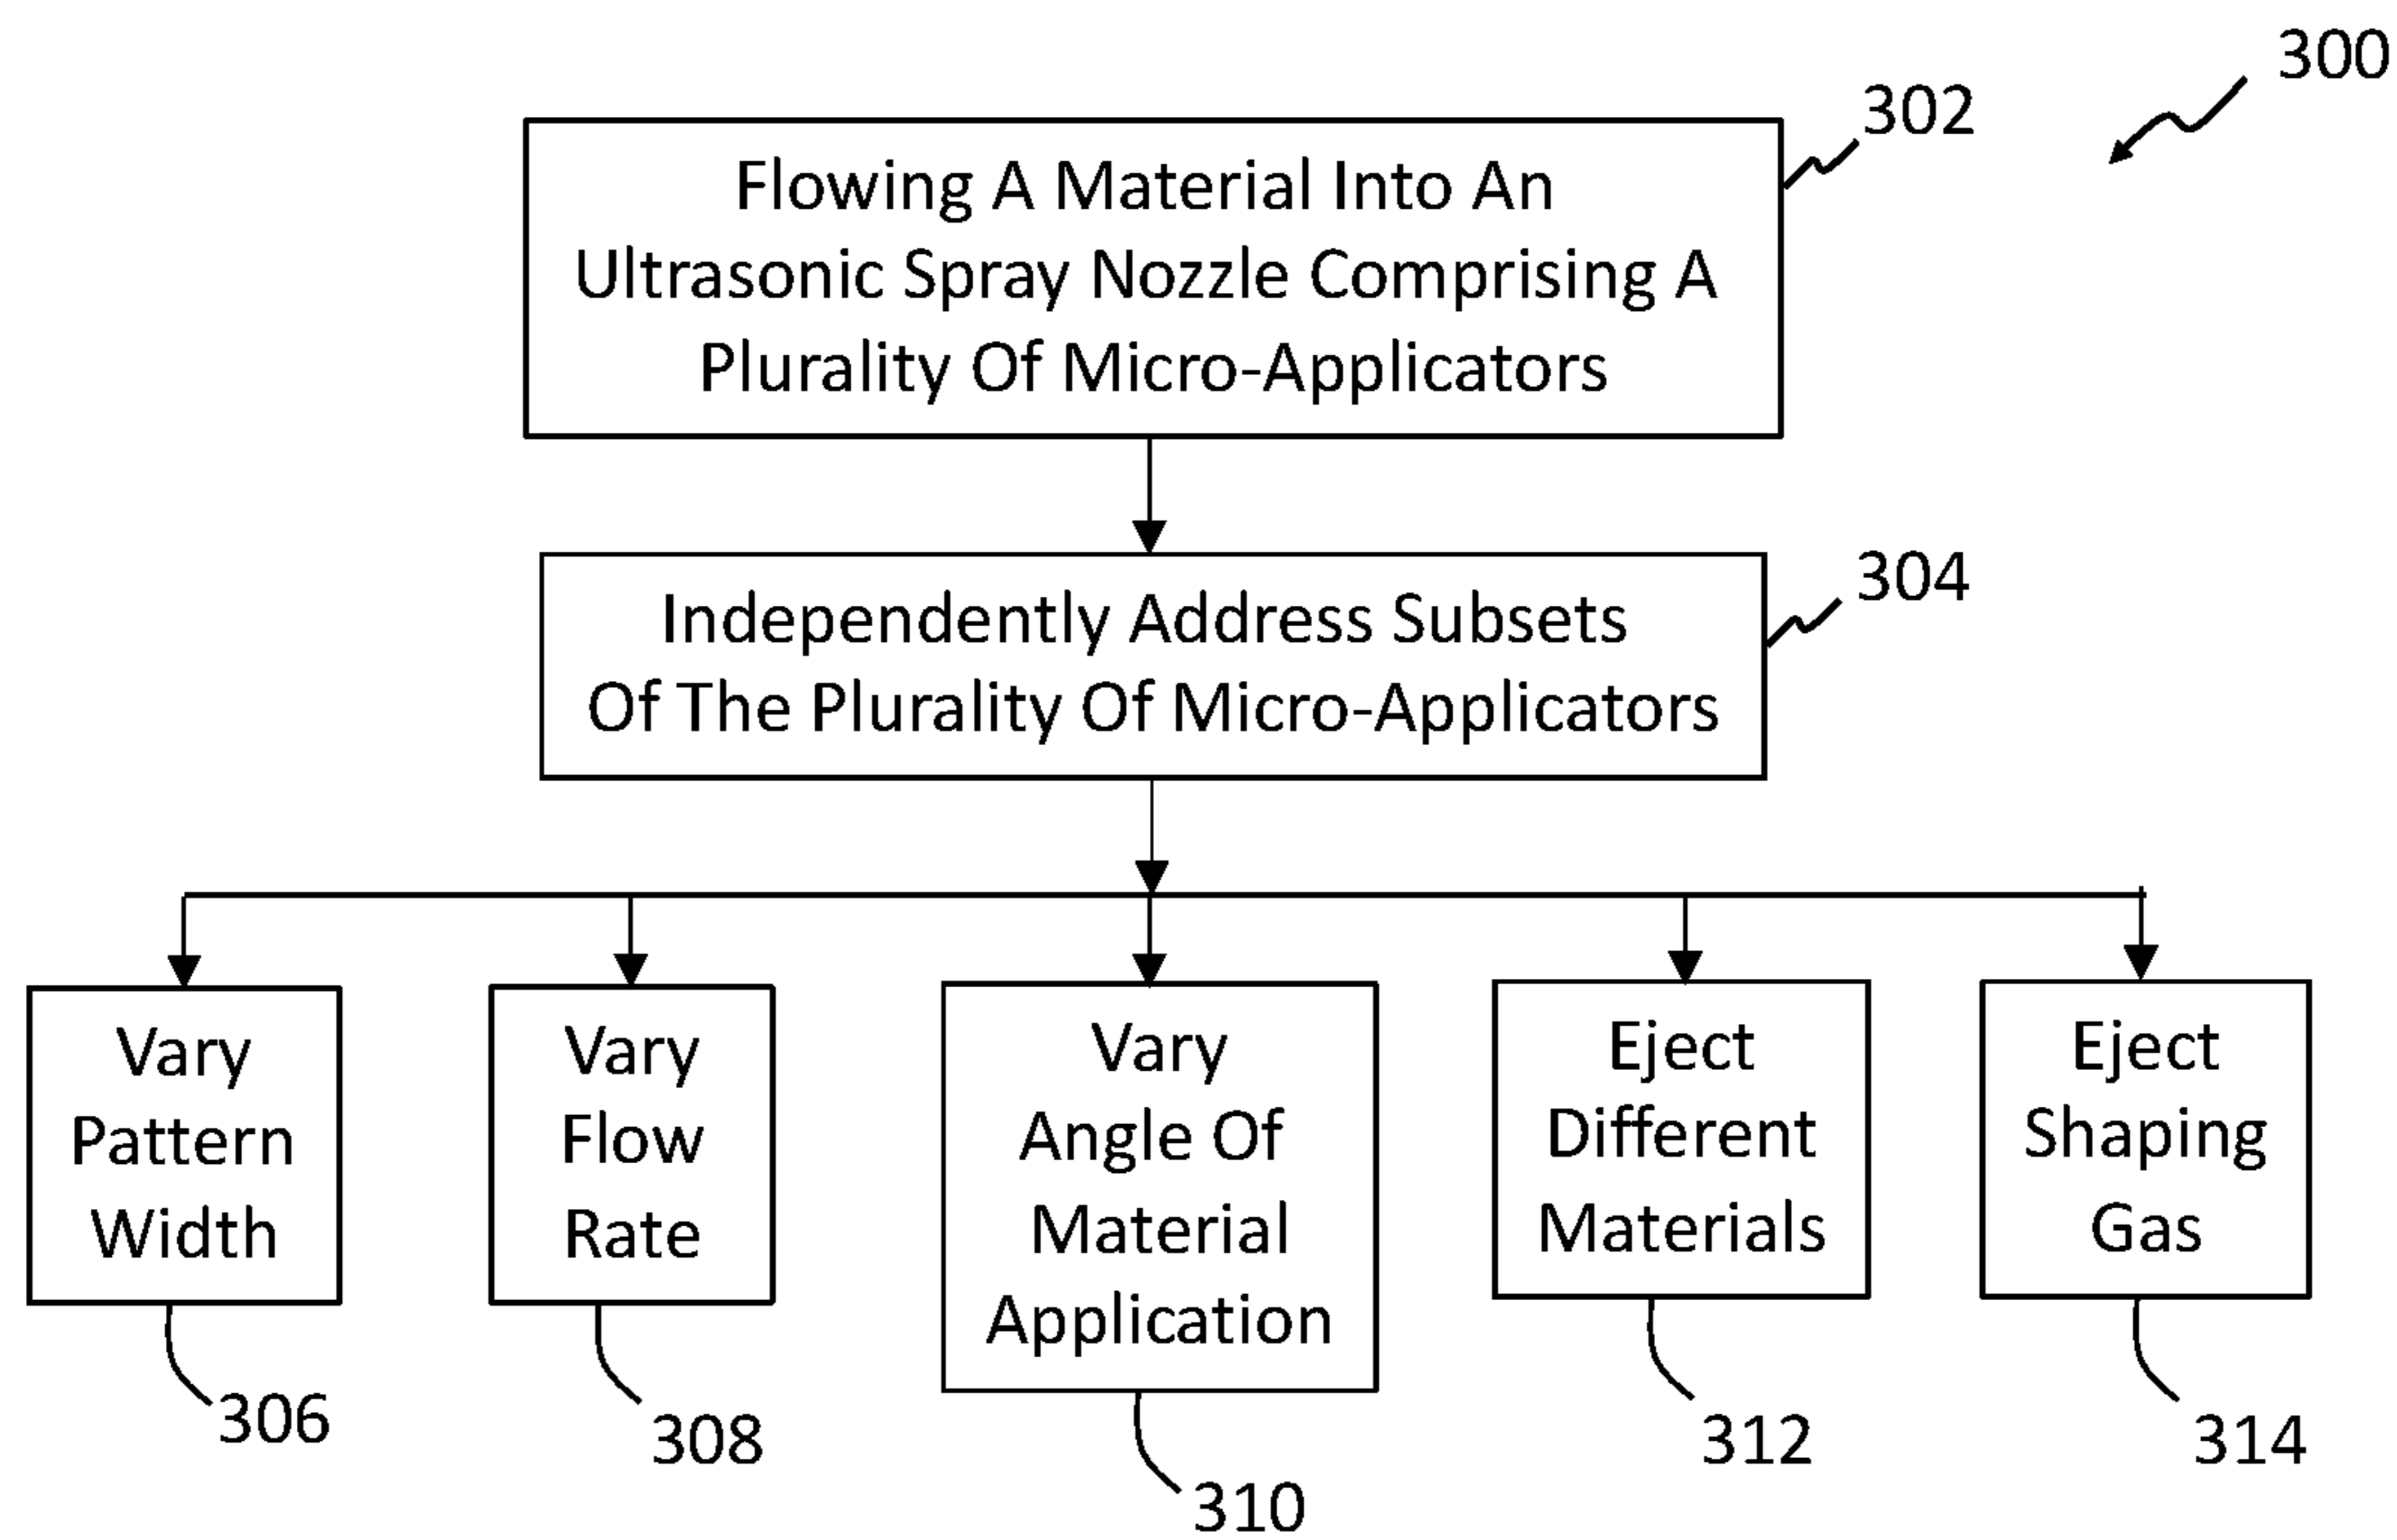 300
302
Flowing A Material Into An
Ultrasonic Spray Nozzle Comprising A
Plurality Of Micro-Applicators
304
Independently Address Subsets
Of The Plurality Of Micro-Applicators
Vary
Pattern
Width
306
Vary
Flow
Rate
308
Vary
Angle Of
Material
Application
310
Eject
Different
Materials
312
Eject
Shaping
Gas
314